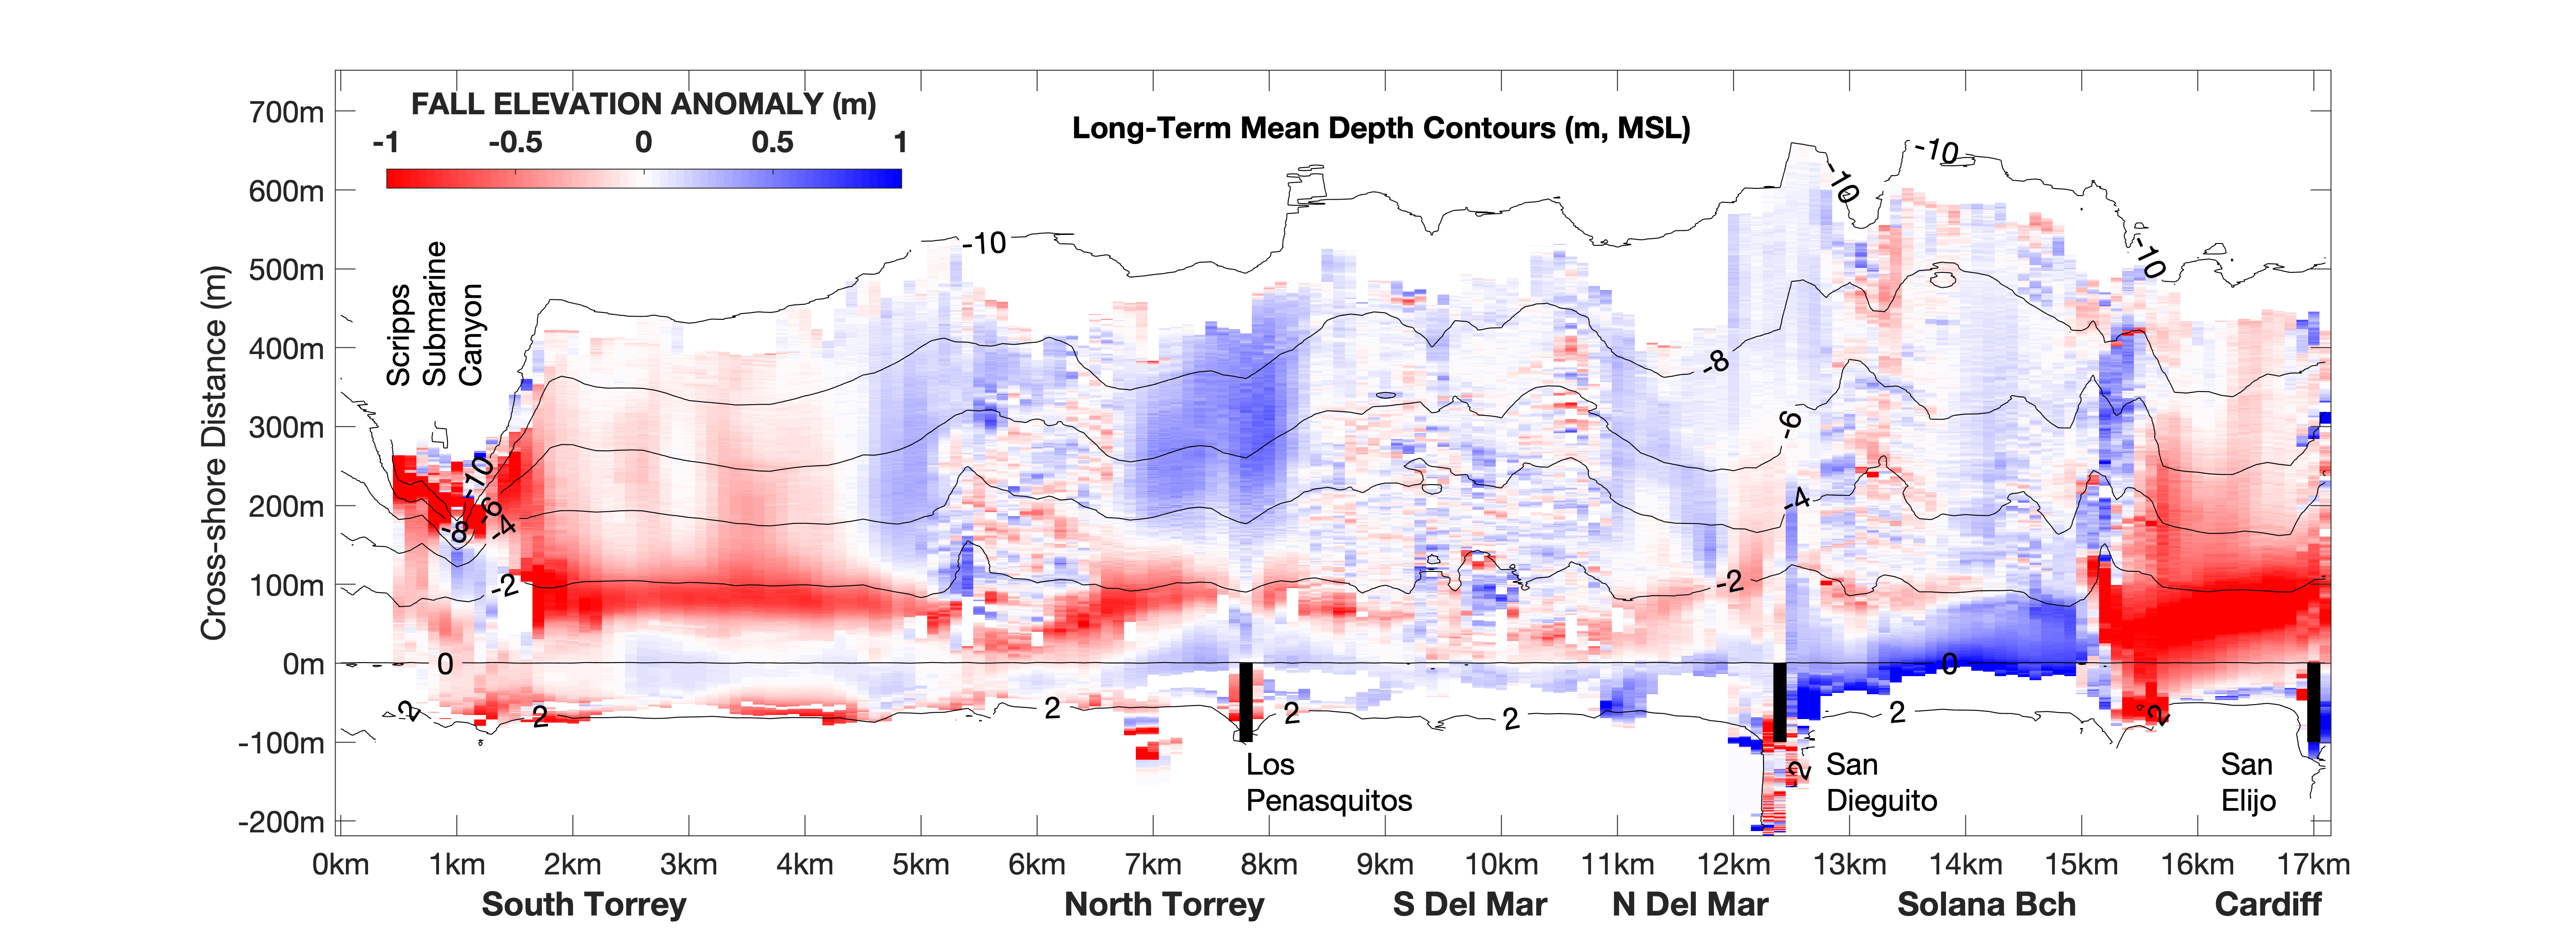 FALL ELEVATION ANOMALY (m)
-1 -0.5 0 0.5 1
Long-Term Mean Depth Contours (m, MSL)
Cross-shore Distance (m)
700m
600m
500m
400m
300m
200m
100m
0m
-100m
-200m
Scripps
Submarine
Canyon
-10
-10
-10
-10
-10
-8
-8
-6
-6
-4
-4
-2
-2
0
0
2
2
2
2
2
2
2
2
Los
Penasquitos
San
Dieguito
San
Elijo
0km 1km 2km 3km 4km 5km 6km 7km 8km 9km 10km 11km 12km 13km 14km 15km 16km 17km
South Torrey North Torrey S Del Mar N Del Mar Solana Bch Cardiff